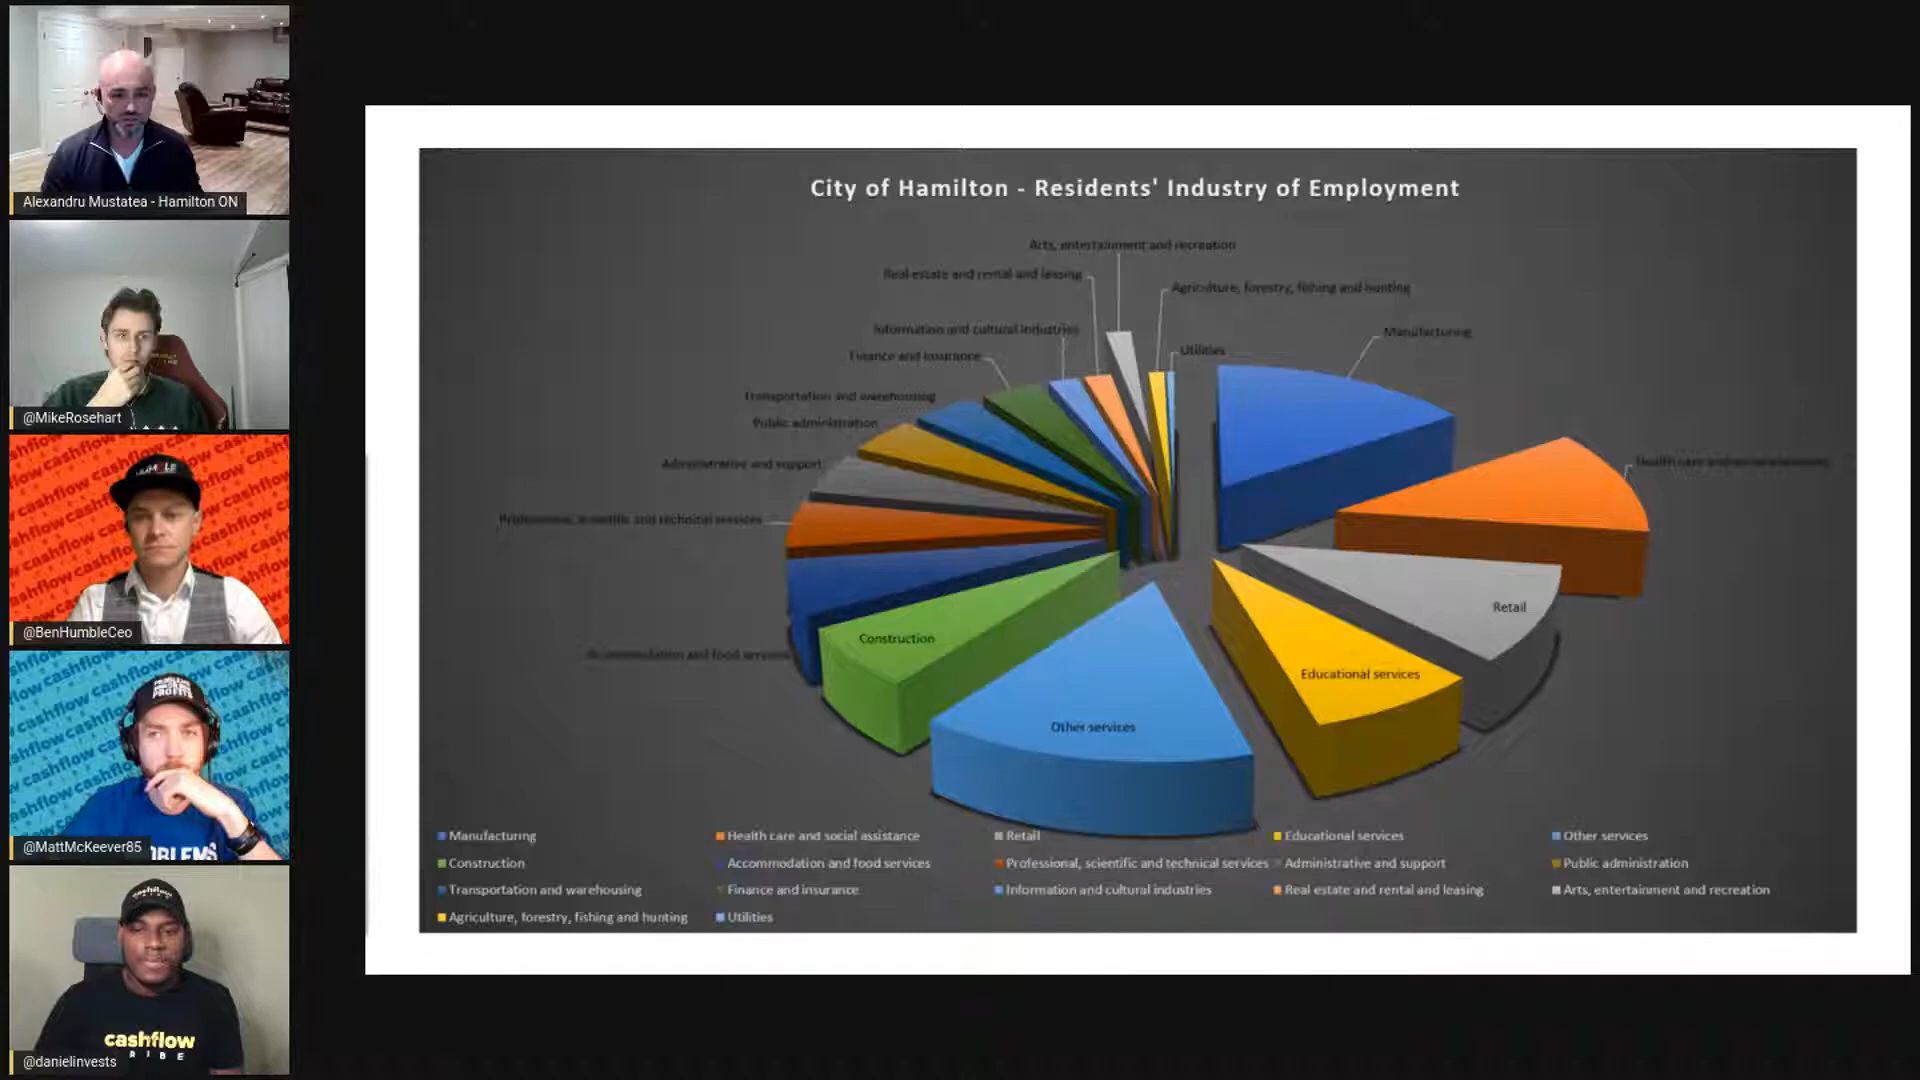 Alexandru Mustatea - Hamilton ON
@MikeRosehart
@BenHumbleCeo
@MattMcKeever85
cashflow
@danielinvests
City of Hamilton - Residents' Industry of Employment
Arts, entertainment and recreation
Real estate and rental and leasing
Agriculture, forestry, fishing and hunting
Information and cultural industries
Manufacturing
Utilities
Finance and insurance
Transportation and warehousing
Public administration
Administrative and support
Health care and social assistance
Professional, scientific and technical services
Retail
Construction
Accommodation and food services
Educational services
Other services
Manufacturing
Health care and social assistance
Retail
Educational services
Other services
Construction
Accommodation and food services
Professional, scientific and technical services
Administrative and support
Public administration
Transportation and warehousing
Finance and insurance
Information and cultural industries
Real estate and rental and leasing
Arts, entertainment and recreation
Agriculture, forestry, fishing and hunting
Utilities